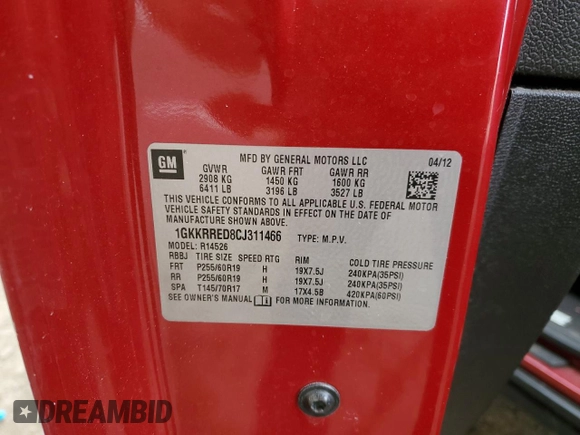 GM
MFD BY GENERAL MOTORS LLC 04/12
GVWR GAWR FRT GAWR RR
2908 KG 1450 KG 1600 KG
6411 LB 3196 LB 3527 LB
THIS VEHICLE CONFORMS TO ALL APPLICABLE U.S. FEDERAL MOTOR
VEHICLE SAFETY STANDARDS IN EFFECT ON THE DATE OF
MANUFACTURE SHOWN ABOVE.
1GKKRRED8CJ311466 TYPE: M.P.V.
MODEL: R14526
RBBJ TIRE SIZE SPEED RTG RIM COLD TIRE PRESSURE
FRT P255/60R19 H 19X7.5J 240KPA(35PSI)
RR P255/60R19 H 19X7.5J 240KPA(35PSI)
SPA T145/70R17 M 17X4.5B 420KPA(60PSI)
SEE OWNER'S MANUAL FOR MORE INFORMATION.
DREAMBID